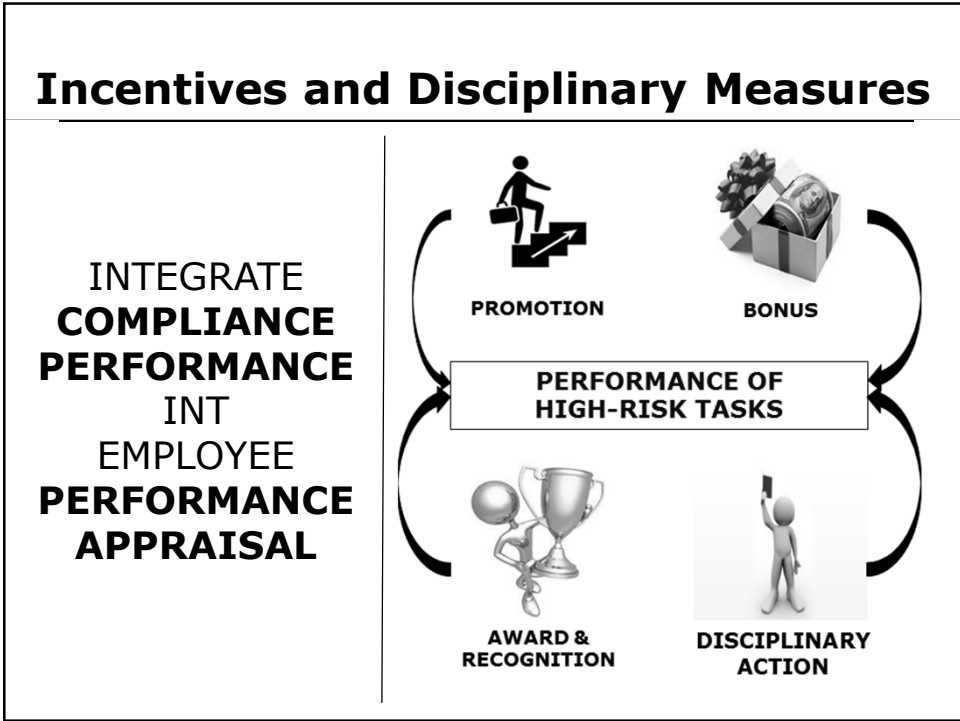 Incentives and Disciplinary Measures
INTEGRATE
COMPLIANCE
PERFORMANCE
INT
EMPLOYEE
PERFORMANCE
APPRAISAL
PROMOTION
BONUS
PERFORMANCE OF
HIGH-RISK TASKS
AWARD &
RECOGNITION
DISCIPLINARY
ACTION